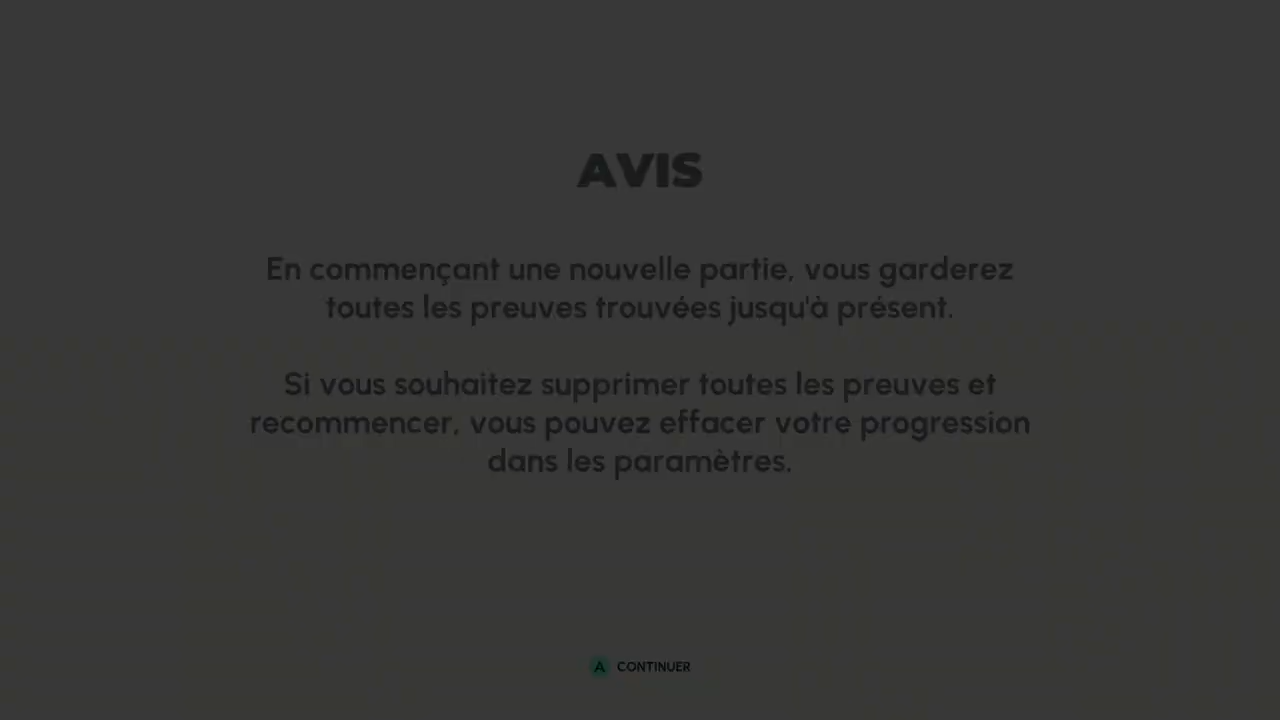 AVIS
En commençant une nouvelle partie, vous garderez
toutes les preuves trouvées jusqu'à présent.
Si vous souhaitez supprimer toutes les preuves et
recommencer, vous pouvez effacer votre progression
dans les paramètres.
A CONTINUER